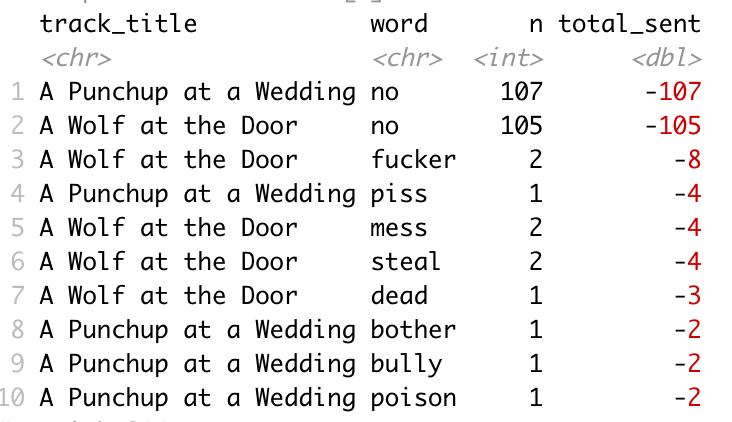 track_title word n total_sent
<chr> <chr> <int> <dbl>
1 A Punchup at a Wedding no 107 -107
2 A Wolf at the Door no 105 -105
3 A Wolf at the Door fucker 2 -8
4 A Punchup at a Wedding piss 1 -4
5 A Wolf at the Door mess 2 -4
6 A Wolf at the Door steal 2 -4
7 A Wolf at the Door dead 1 -3
8 A Punchup at a Wedding bother 1 -2
9 A Punchup at a Wedding bully 1 -2
10 A Punchup at a Wedding poison 1 -2